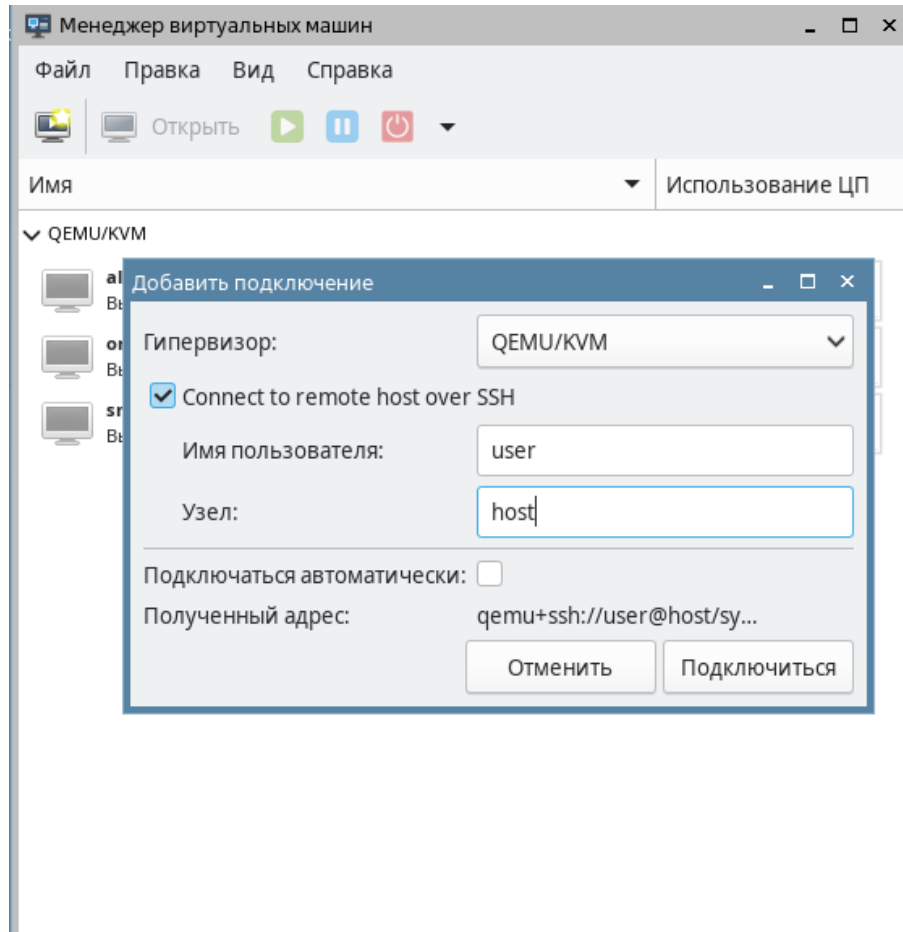 Менеджер виртуальных машин
Файл Правка Вид Справка
Открыть
Имя Использование ЦП
QEMU/KVM
Добавить подключение
Гипервизор: QEMU/KVM
Connect to remote host over SSH
Имя пользователя: user
Узел: host
Подключаться автоматически:
Полученный адрес: qemu+ssh://user@host/sy...
Отменить Подключиться